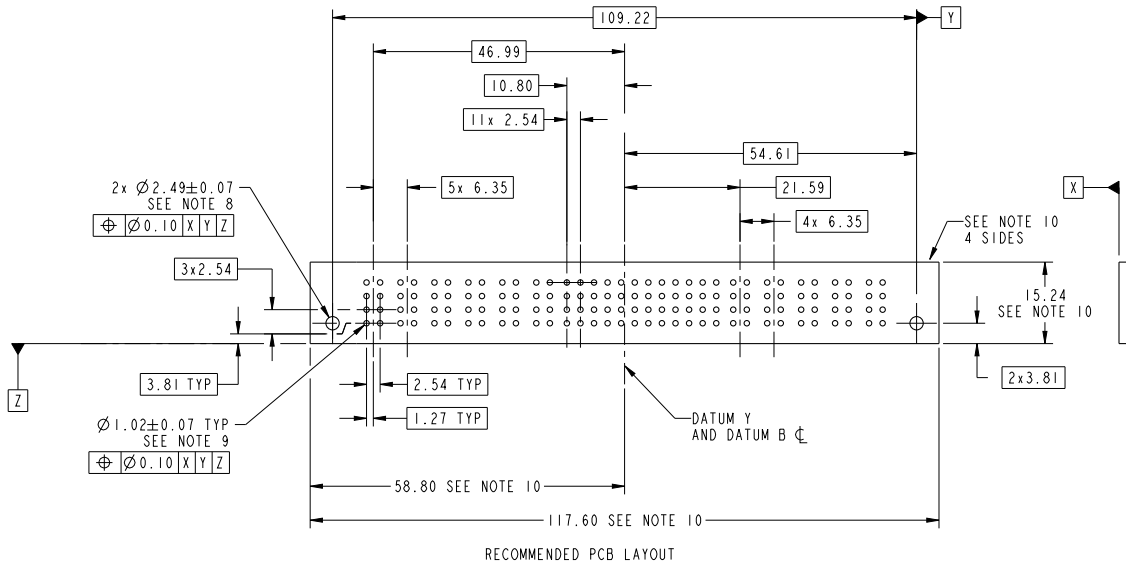 109.22
Y
46.99
10.80
11x 2.54
54.61
2x Ø2.49±0.07
SEE NOTE 8
⌖ Ø0.10 X Y Z
5x 6.35
21.59
X
4x 6.35
SEE NOTE 10
4 SIDES
3x2.54
15.24
SEE NOTE 10
3.81 TYP
2.54 TYP
2x3.81
Z
Ø1.02±0.07 TYP
SEE NOTE 9
⌖ Ø0.10 X Y Z
1.27 TYP
DATUM Y
AND DATUM B ℄
58.80 SEE NOTE 10
117.60 SEE NOTE 10
RECOMMENDED PCB LAYOUT